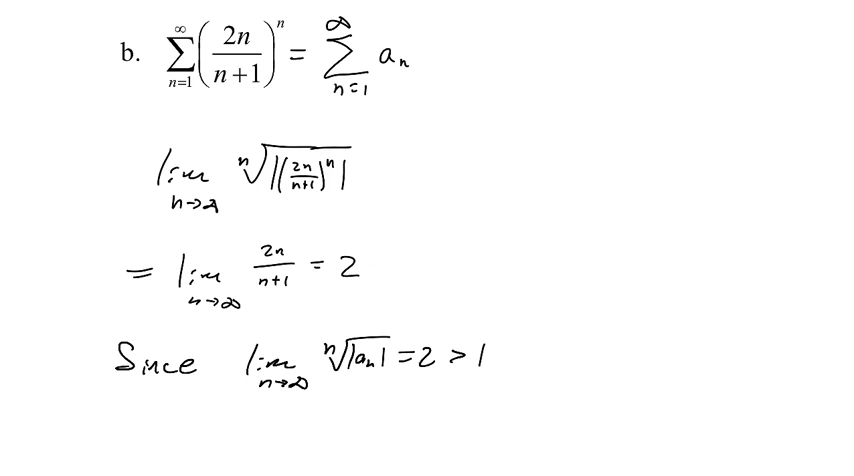 b. ∑_{n=1}^{∞} (2n/(n+1))^n = ∑_{n=1}^{∞} a_n
lim_{n→∞} ⁿ√|(2n/(n+1))^n|
= lim_{n→∞} 2n/(n+1) = 2
Since lim_{n→∞} ⁿ√|a_n| = 2 > 1